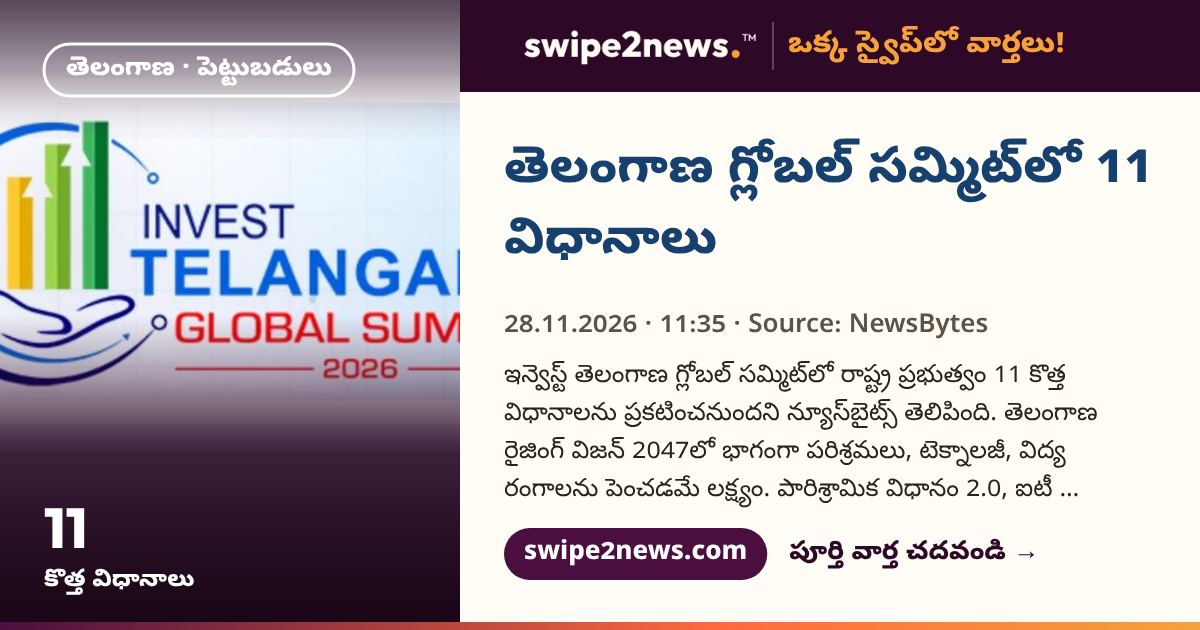 తెలంగాణ · పెట్టుబడులు
INVEST
TELANGA
GLOBAL SUM
2026
11
కొత్త విధానాలు
swipe2news.™
ఒక్క స్వైప్‌లో వార్తలు!
తెలంగాణ గ్లోబల్ సమ్మిట్‌లో 11
విధానాలు
28.11.2026 · 11:35 · Source: NewsBytes
ఇన్వెస్ట్ తెలంగాణ గ్లోబల్ సమ్మిట్‌లో రాష్ట్ర ప్రభుత్వం 11 కొత్త
విధానాలను ప్రకటించనుందని న్యూస్‌బైట్స్ తెలిపింది. తెలంగాణ
రైజింగ్ విజన్ 2047లో భాగంగా పరిశ్రమలు, టెక్నాలజీ, విద్య
రంగాలను పెంచడమే లక్ష్యం. పారిశ్రామిక విధానం 2.0, ఐటీ ...
swipe2news.com
పూర్తి వార్త చదవండి →